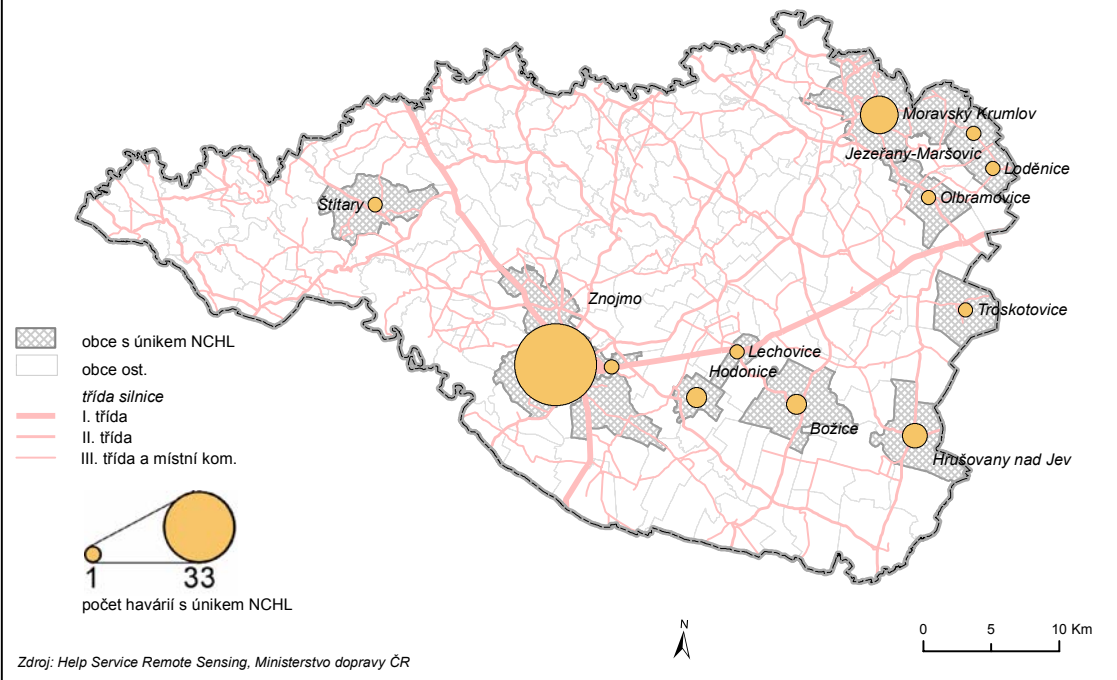 Moravský Krumlov
Jezeřany-Maršovic
Loděnice
Štítary
Olbramovice
Znojmo
Troskotovice
Lechovice
Hodonice
Božice
Hrušovany nad Jev
obce s únikem NCHL
obce ost.
třída silnice
I. třída
II. třída
III. třída a místní kom.
1 33
počet havárií s únikem NCHL
N
0 5 10 Km
Zdroj: Help Service Remote Sensing, Ministerstvo dopravy ČR